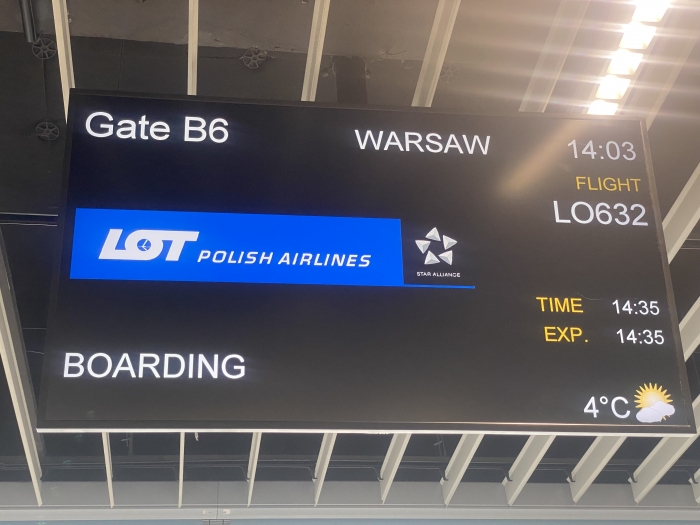 Gate B6
WARSAW
14:03
FLIGHT
LO632
LOT POLISH AIRLINES
STAR ALLIANCE
TIME 14:35
EXP. 14:35
BOARDING
4°C